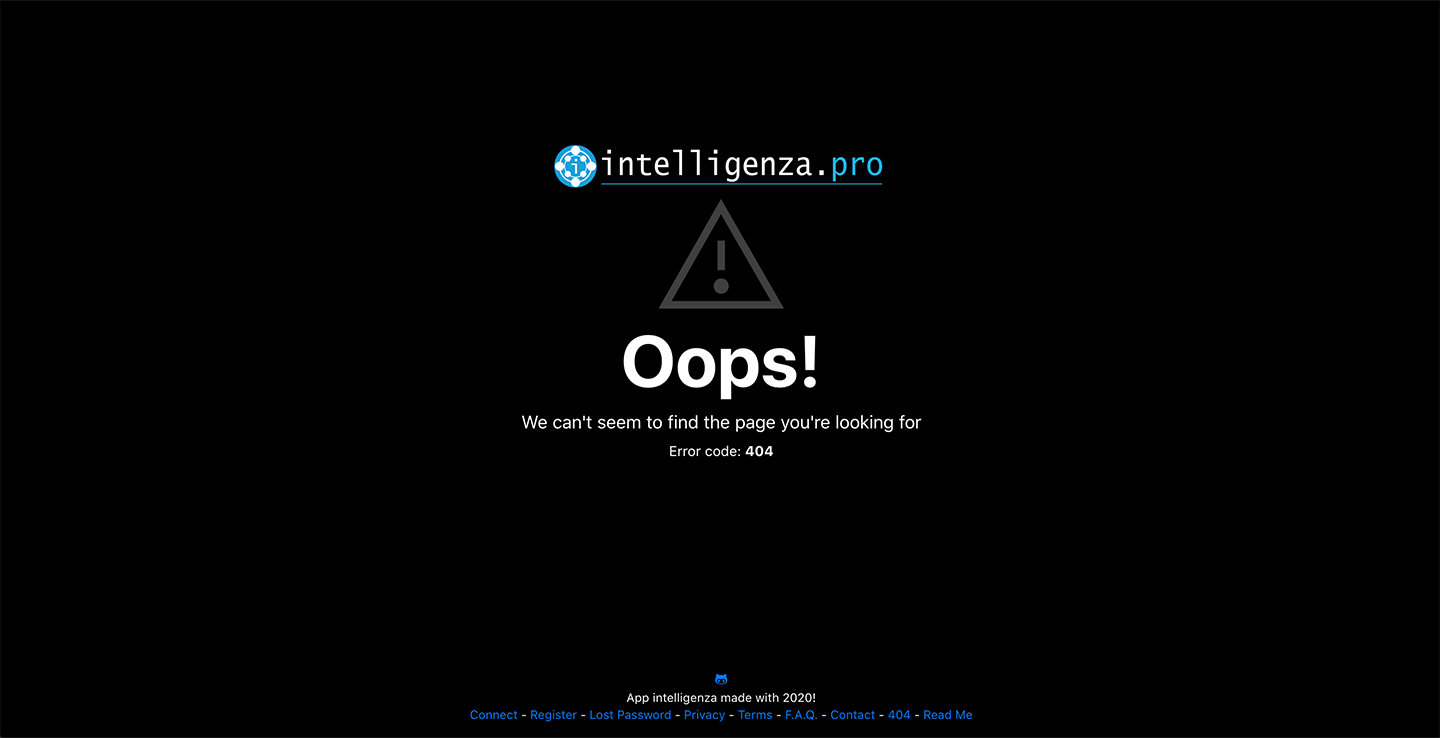 intelligenza.pro
Oops!
We can't seem to find the page you're looking for
Error code: 404
App intelligenza made with 2020!
Connect - Register - Lost Password - Privacy - Terms - F.A.Q. - Contact - 404 - Read Me